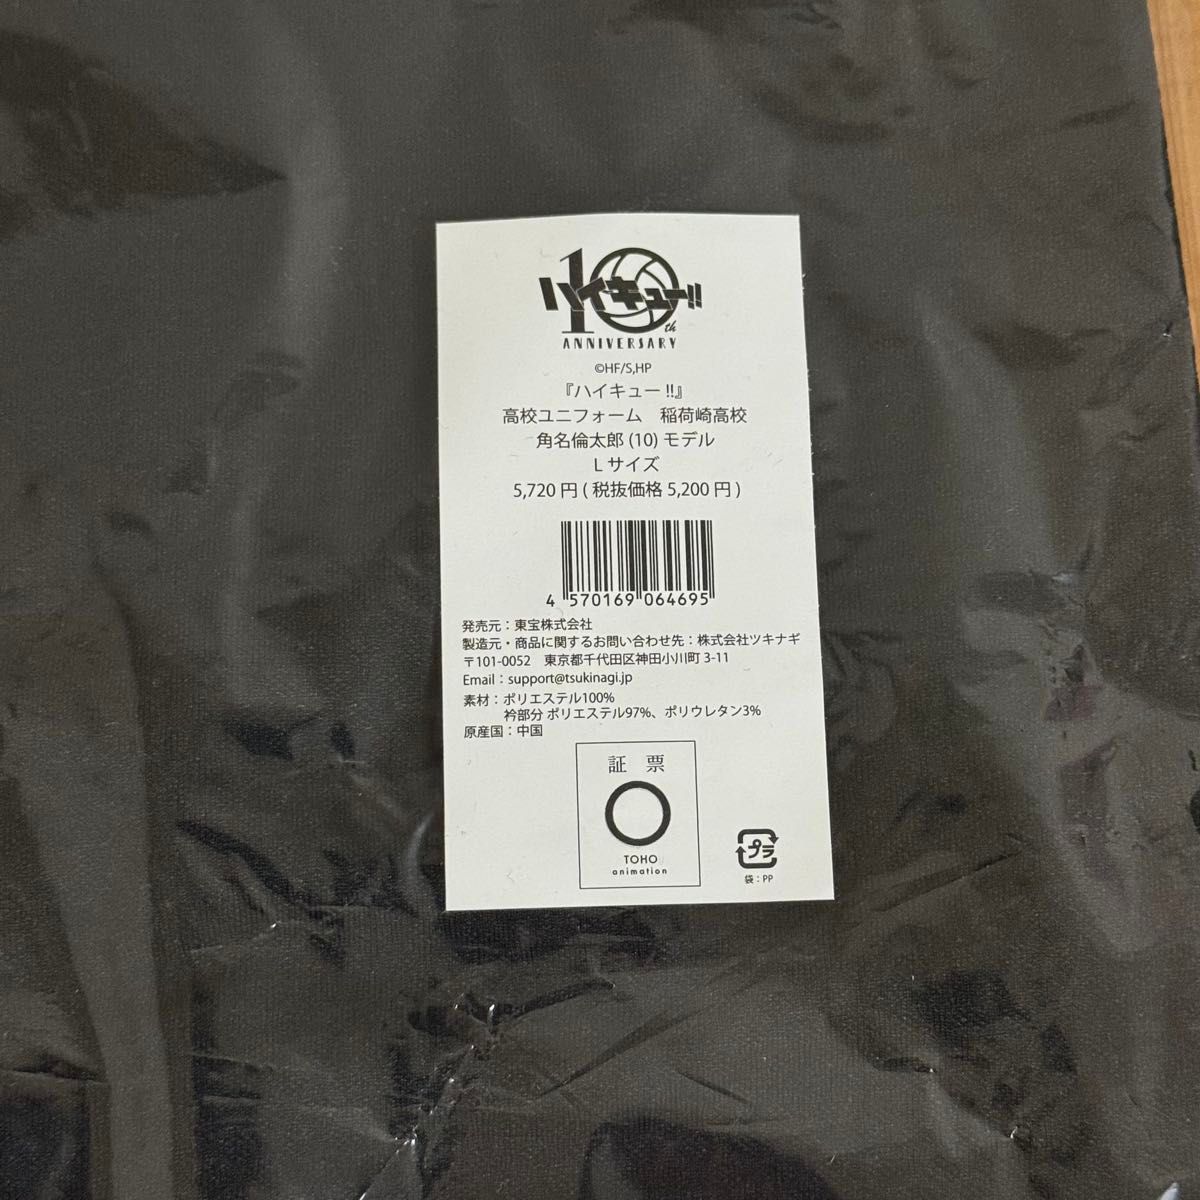 10th
ハイキュー!!
ANNIVERSARY
©HF/S,HP
『ハイキュー!!』
高校ユニフォーム 稲荷崎高校
角名倫太郎(10)モデル
Lサイズ
5,720円(税抜価格5,200円)
4 570169 064695
発売元：東宝株式会社
製造元・商品に関するお問い合わせ先：株式会社ツキナギ
〒101-0052 東京都千代田区神田小川町3-11
Email：support@tsukinagi.jp
素材：ポリエステル100%
衿部分 ポリエステル97%、ポリウレタン3%
原産国：中国
証票
TOHO
animation
プラ
袋：PP